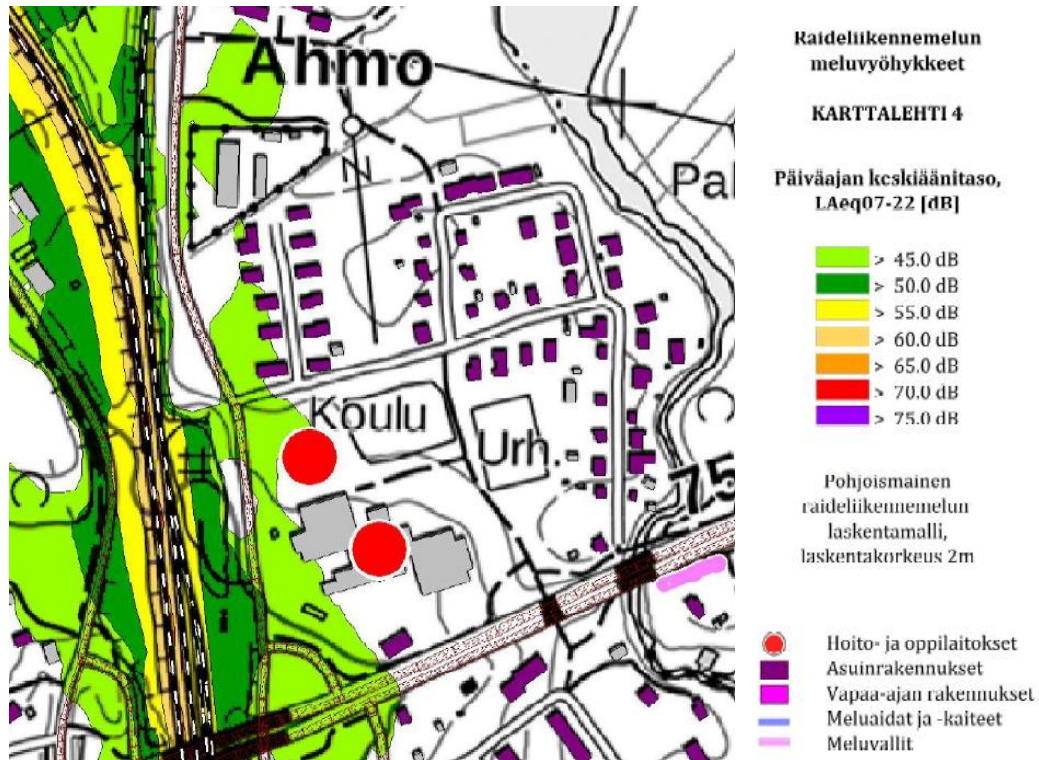 Ahmo
N
Pal
Koulu
Urh.
75
Raideliikennemelun
meluvyöhykkeet
KARTTALEHTI 4
Päiväajan kcskiäänitaso,
LAeq07-22 [dB]
> 45.0 dB
> 50.0 dB
> 55.0 dB
> 60.0 dB
> 65.0 dB
> 70.0 dB
> 75.0 dB
Pohjoismainen
raideliikennemelun
laskentamalli,
laskentakorkeus 2m
Hoito- ja oppilaitokset
Asuinrakennukset
Vapaa-ajan rakennukset
Meluaidat ja -kaiteet
Meluvallit